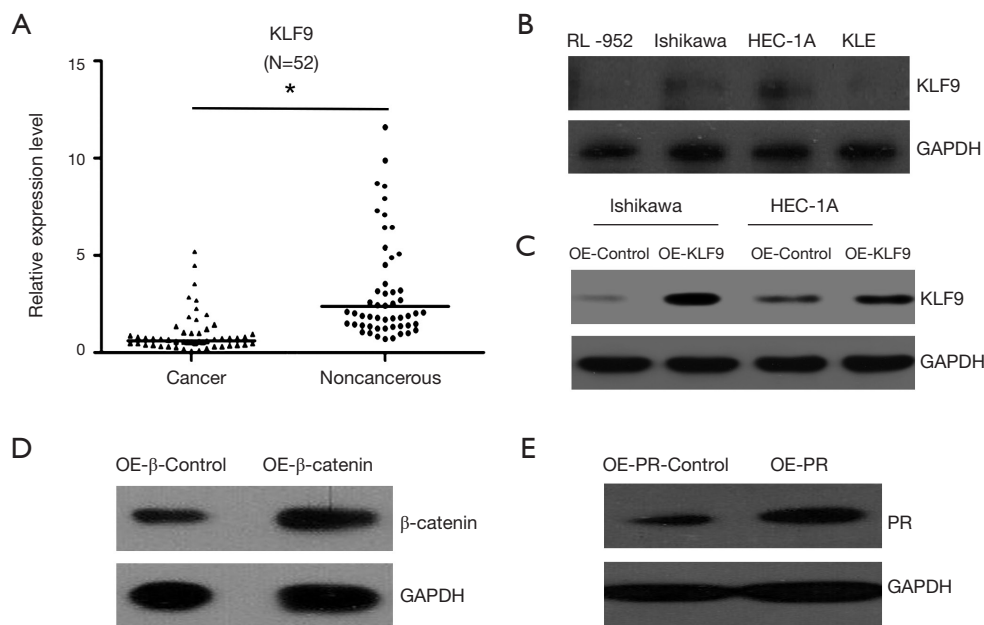 A
KLF9
(N=52)
*
Relative expression level
15
10
5
0
Cancer
Noncancerous
B
RL -952 Ishikawa HEC-1A KLE
KLF9
GAPDH
C
Ishikawa HEC-1A
OE-Control OE-KLF9 OE-Control OE-KLF9
KLF9
GAPDH
D
OE-β-Control OE-β-catenin
β-catenin
GAPDH
E
OE-PR-Control OE-PR
PR
GAPDH